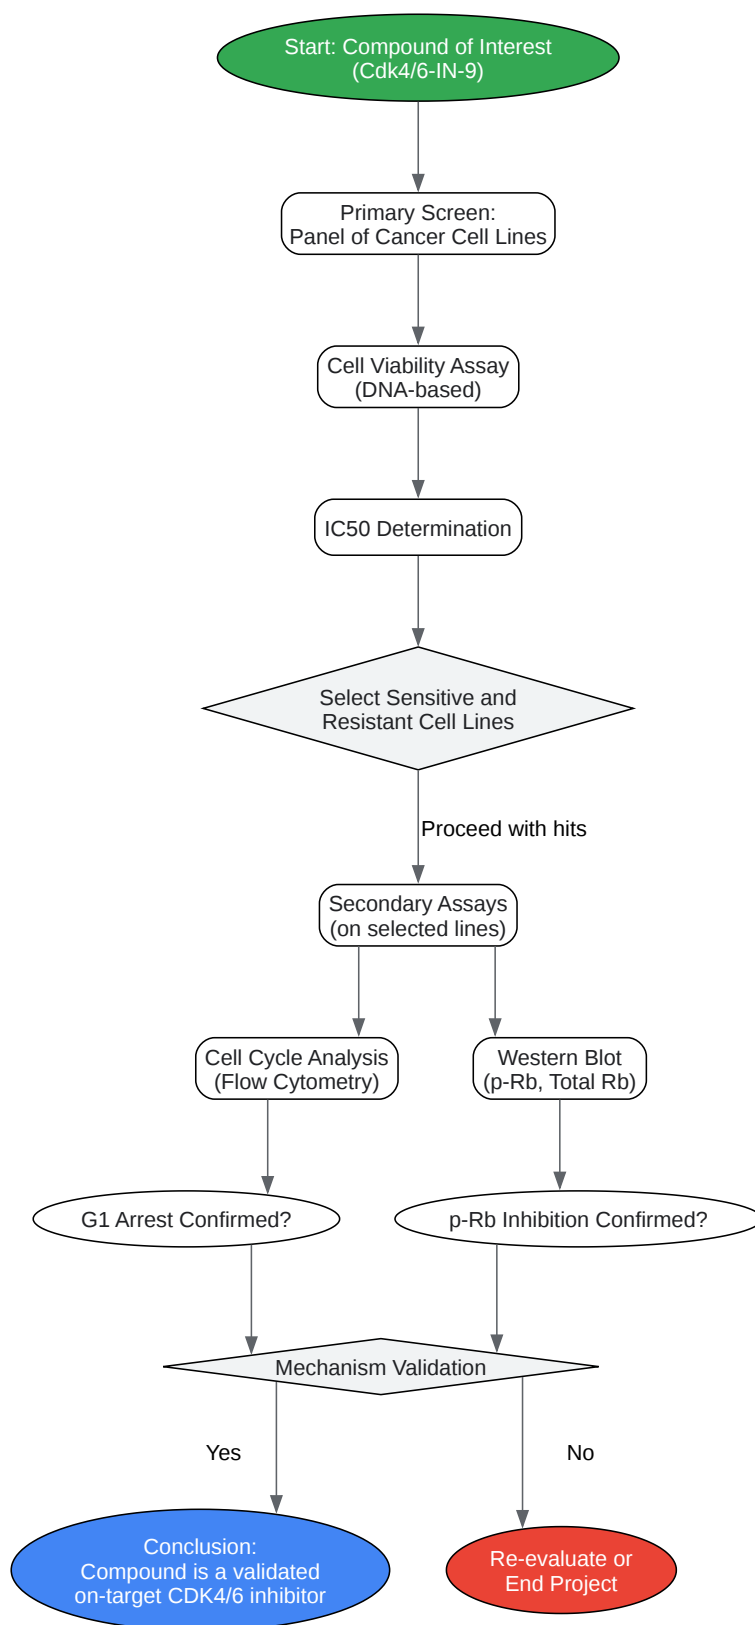 Start: Compound of Interest
(Cdk4/6-IN-9)
Primary Screen:
Panel of Cancer Cell Lines
Cell Viability Assay
(DNA-based)
IC50 Determination
Select Sensitive and
Resistant Cell Lines
Proceed with hits
Secondary Assays
(on selected lines)
Cell Cycle Analysis
(Flow Cytometry)
Western Blot
(p-Rb, Total Rb)
G1 Arrest Confirmed?
p-Rb Inhibition Confirmed?
Mechanism Validation
Yes
No
Conclusion:
Compound is a validated
on-target CDK4/6 inhibitor
Re-evaluate or
End Project